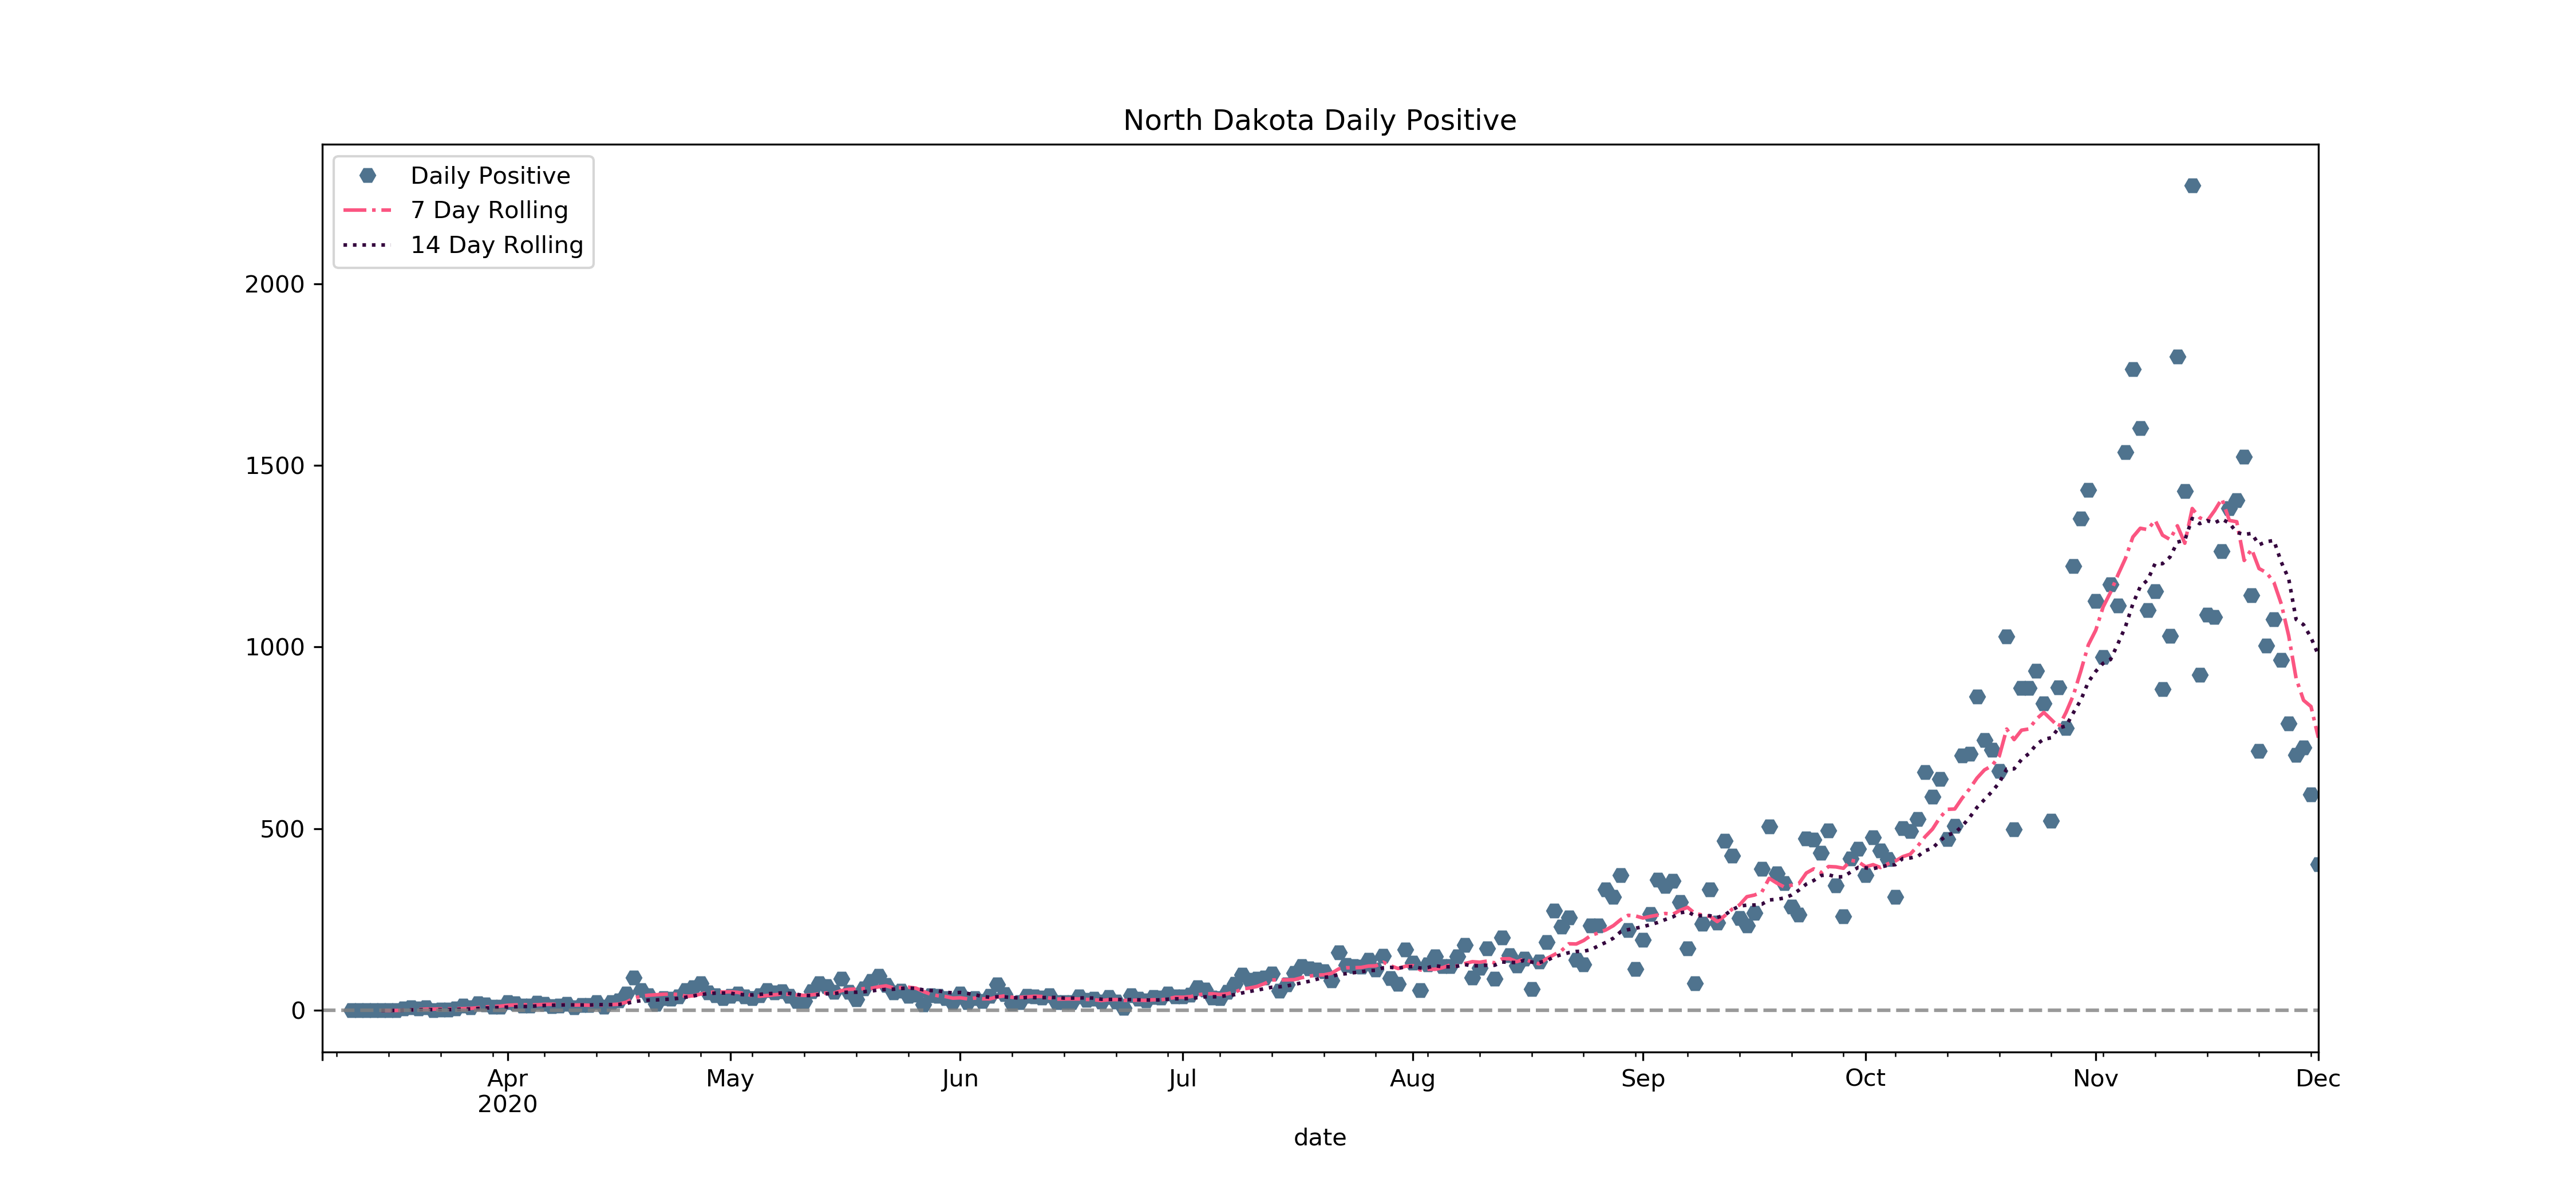 North Dakota Daily Positive
Daily Positive
7 Day Rolling
14 Day Rolling
2000
1500
1000
500
0
Apr May Jun Jul Aug Sep Oct Nov Dec
2020
date